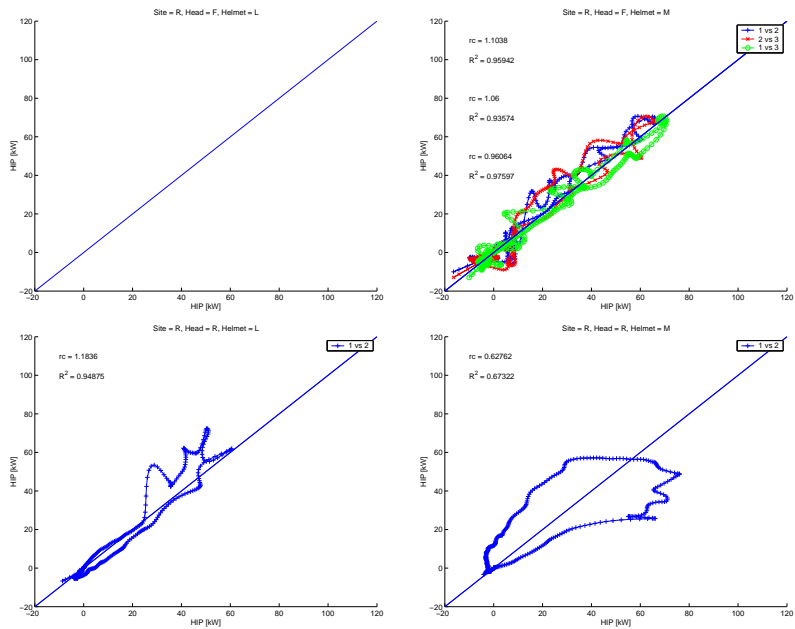 Site = R, Head = F, Helmet = L
120
100
80
60
40
20
0
−20
HIP [kW]
−20 0 20 40 60 80 100 120
HIP [kW]
Site = R, Head = F, Helmet = M
1 vs 2
2 vs 3
1 vs 3
rc = 1.1038
R² = 0.95942
rc = 1.06
R² = 0.93574
rc = 0.96064
R² = 0.97597
120
100
80
60
40
20
0
−20
HIP [kW]
−20 0 20 40 60 80 100 120
HIP [kW]
Site = R, Head = R, Helmet = L
1 vs 2
rc = 1.1836
R² = 0.94875
120
100
80
60
40
20
0
−20
HIP [kW]
−20 0 20 40 60 80 100 120
HIP [kW]
Site = R, Head = R, Helmet = M
1 vs 2
rc = 0.62762
R² = 0.67322
120
100
80
60
40
20
0
−20
HIP [kW]
−20 0 20 40 60 80 100 120
HIP [kW]